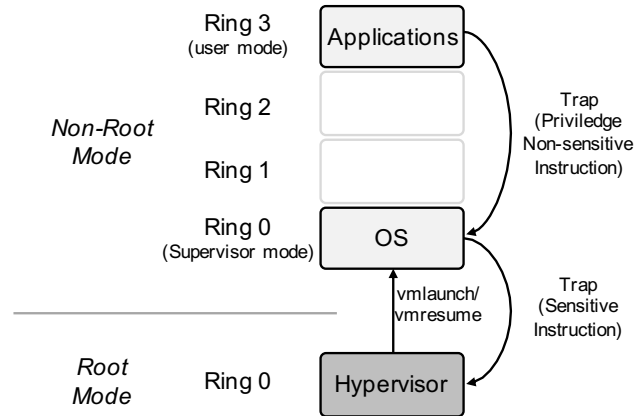 Ring 3
(user mode)
Applications
Ring 2
Non-Root
Mode
Trap
(Priviledge
Non-sensitive
Instruction)
Ring 1
Ring 0
(Supervisor mode)
OS
vmlaunch/
vmresume
Trap
(Sensitive
Instruction)
Root
Mode
Ring 0
Hypervisor